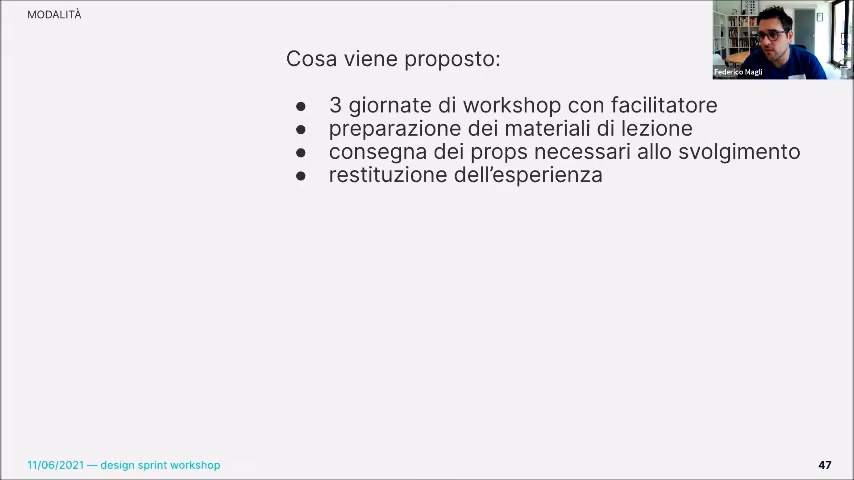 MODALITÀ
Federico Magli
Cosa viene proposto:
● 3 giornate di workshop con facilitatore
● preparazione dei materiali di lezione
● consegna dei props necessari allo svolgimento
● restituzione dell’esperienza
11/06/2021 — design sprint workshop
47